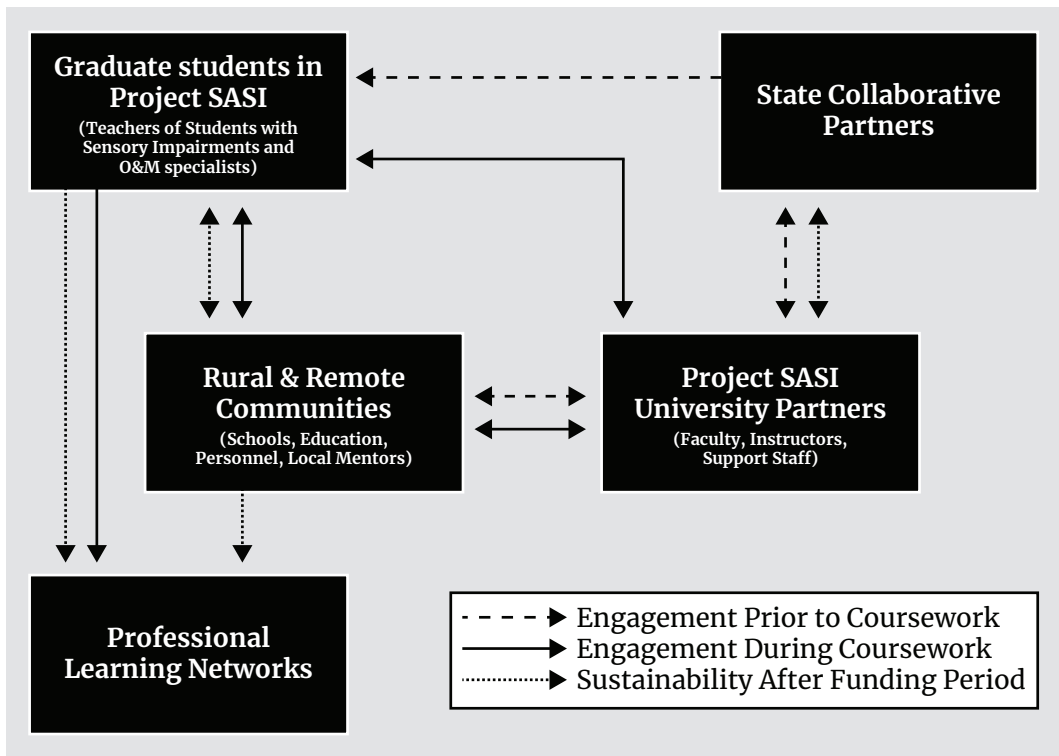 Graduate students in
Project SASI
(Teachers of Students with
Sensory Impairments and
O&M specialists)
State Collaborative
Partners
Rural & Remote
Communities
(Schools, Education,
Personnel, Local Mentors)
Project SASI
University Partners
(Faculty, Instructors,
Support Staff)
Professional
Learning Networks
Engagement Prior to Coursework
Engagement During Coursework
Sustainability After Funding Period